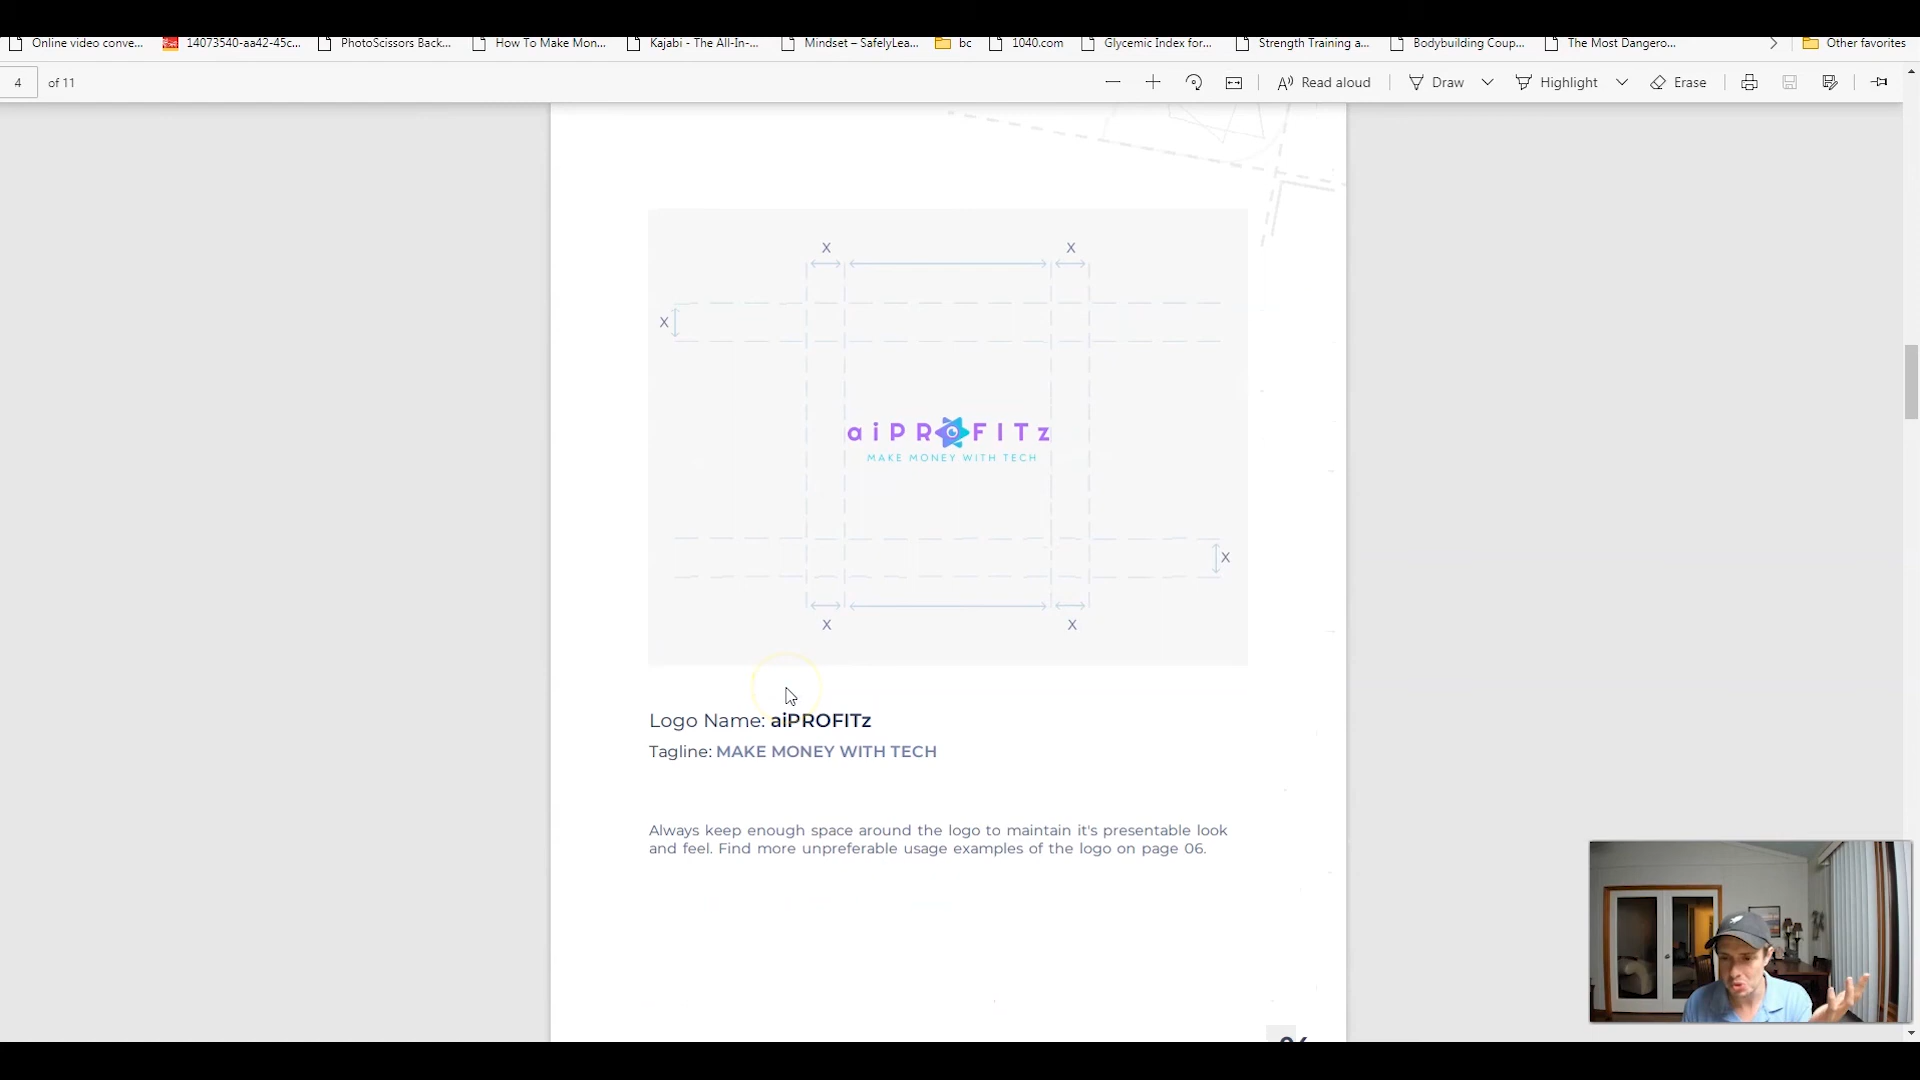 Online video conve...
14073540-aa42-45c...
PhotoScissors Back...
How To Make Mon...
Kajabi - The All-In-...
Mindset – SafelyLea...
bc
1040.com
Glycemic Index for...
Strength Training a...
Bodybuilding Coup...
The Most Dangero...
Other favorites
4 of 11
Read aloud
Draw
Highlight
Erase
X X
X
aiPROFITz
MAKE MONEY WITH TECH
X
X X
Logo Name: aiPROFITz
Tagline: MAKE MONEY WITH TECH
Always keep enough space around the logo to maintain it's presentable look
and feel. Find more unpreferable usage examples of the logo on page 06.